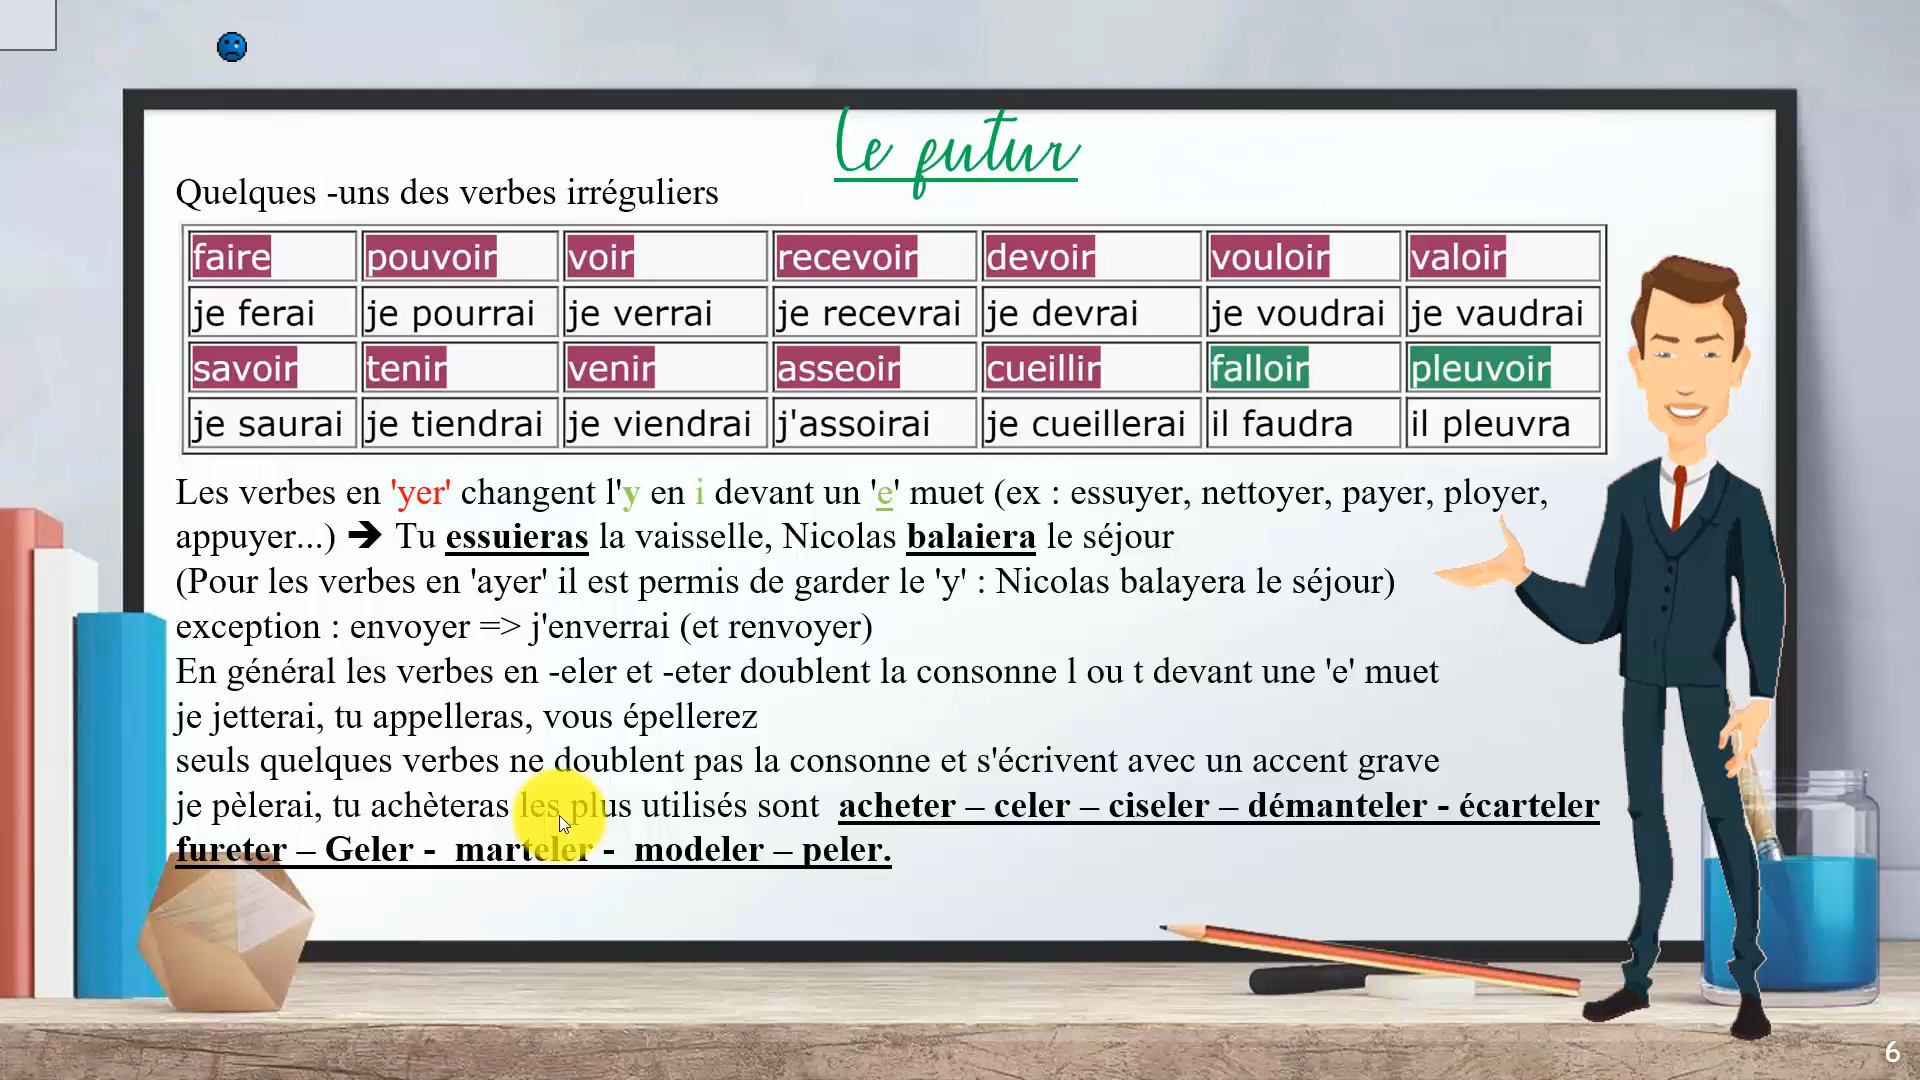 Le futur
Quelques -uns des verbes irréguliers
faire pouvoir voir recevoir devoir vouloir valoir
je ferai je pourrai je verrai je recevrai je devrai je voudrai je vaudrai
savoir tenir venir asseoir cueillir falloir pleuvoir
je saurai je tiendrai je viendrai j'assoirai je cueillerai il faudra il pleuvra
Les verbes en 'yer' changent l'y en i devant un 'e' muet (ex : essuyer, nettoyer, payer, ployer,
appuyer...) ➔ Tu essuieras la vaisselle, Nicolas balaiera le séjour
(Pour les verbes en 'ayer' il est permis de garder le 'y' : Nicolas balayera le séjour)
exception : envoyer => j'enverrai (et renvoyer)
En général les verbes en -eler et -eter doublent la consonne l ou t devant une 'e' muet
je jetterai, tu appelleras, vous épellerez
seuls quelques verbes ne doublent pas la consonne et s'écrivent avec un accent grave
je pèlerai, tu achèteras les plus utilisés sont acheter – celer – ciseler – démanteler - écarteler
fureter – Geler - marteler - modeler – peler.
6